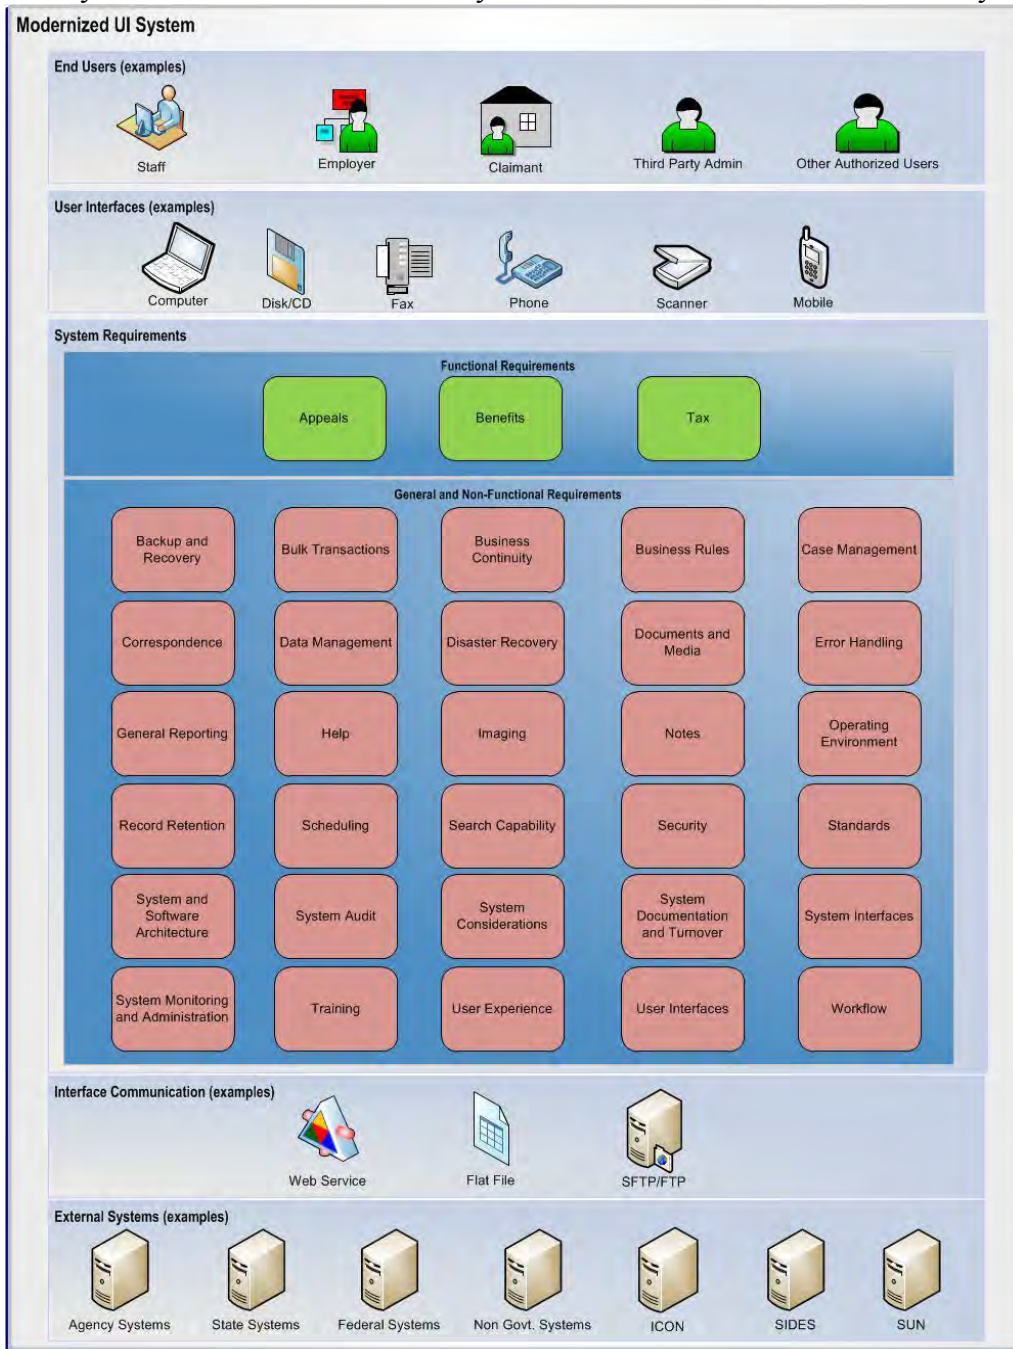 Modernized UI System
End Users (examples)
Staff
Employer
Claimant
Third Party Admin
Other Authorized Users
User Interfaces (examples)
Computer
Disk/CD
Fax
Phone
Scanner
Mobile
System Requirements
Functional Requirements
Appeals
Benefits
Tax
General and Non-Functional Requirements
Backup and
Recovery
Bulk Transactions
Business
Continuity
Business Rules
Case Management
Correspondence
Data Management
Disaster Recovery
Documents and
Media
Error Handling
General Reporting
Help
Imaging
Notes
Operating
Environment
Record Retention
Scheduling
Search Capability
Security
Standards
System and
Software
Architecture
System Audit
System
Considerations
System
Documentation
and Turnover
System Interfaces
System Monitoring
and Administration
Training
User Experience
User Interfaces
Workflow
Interface Communication (examples)
Web Service
Flat File
SFTP/FTP
External Systems (examples)
Agency Systems
State Systems
Federal Systems
Non Govt. Systems
ICON
SIDES
SUN